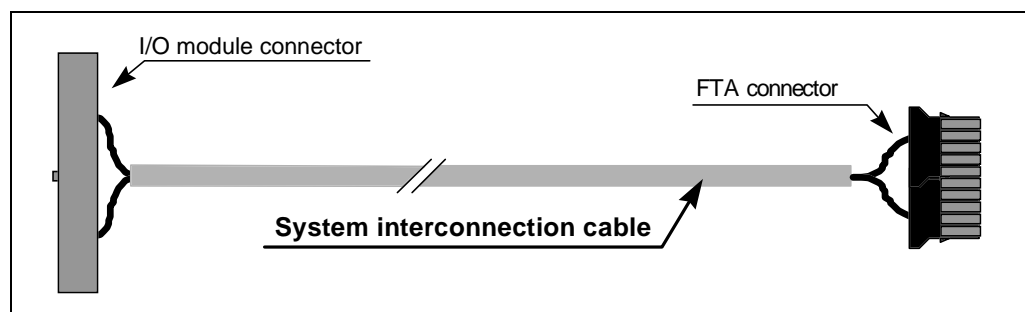 I/O module connector
FTA connector
System interconnection cable